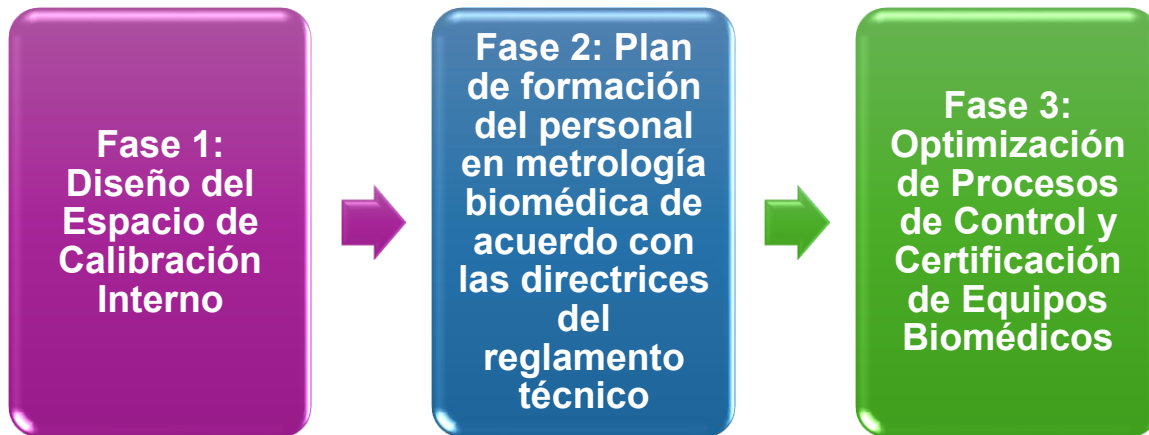 Fase 1:
Diseño del
Espacio de
Calibración
Interno
Fase 2: Plan
de formación
del personal
en metrología
biomédica de
acuerdo con
las directrices
del
reglamento
técnico
Fase 3:
Optimización
de Procesos
de Control y
Certificación
de Equipos
Biomédicos